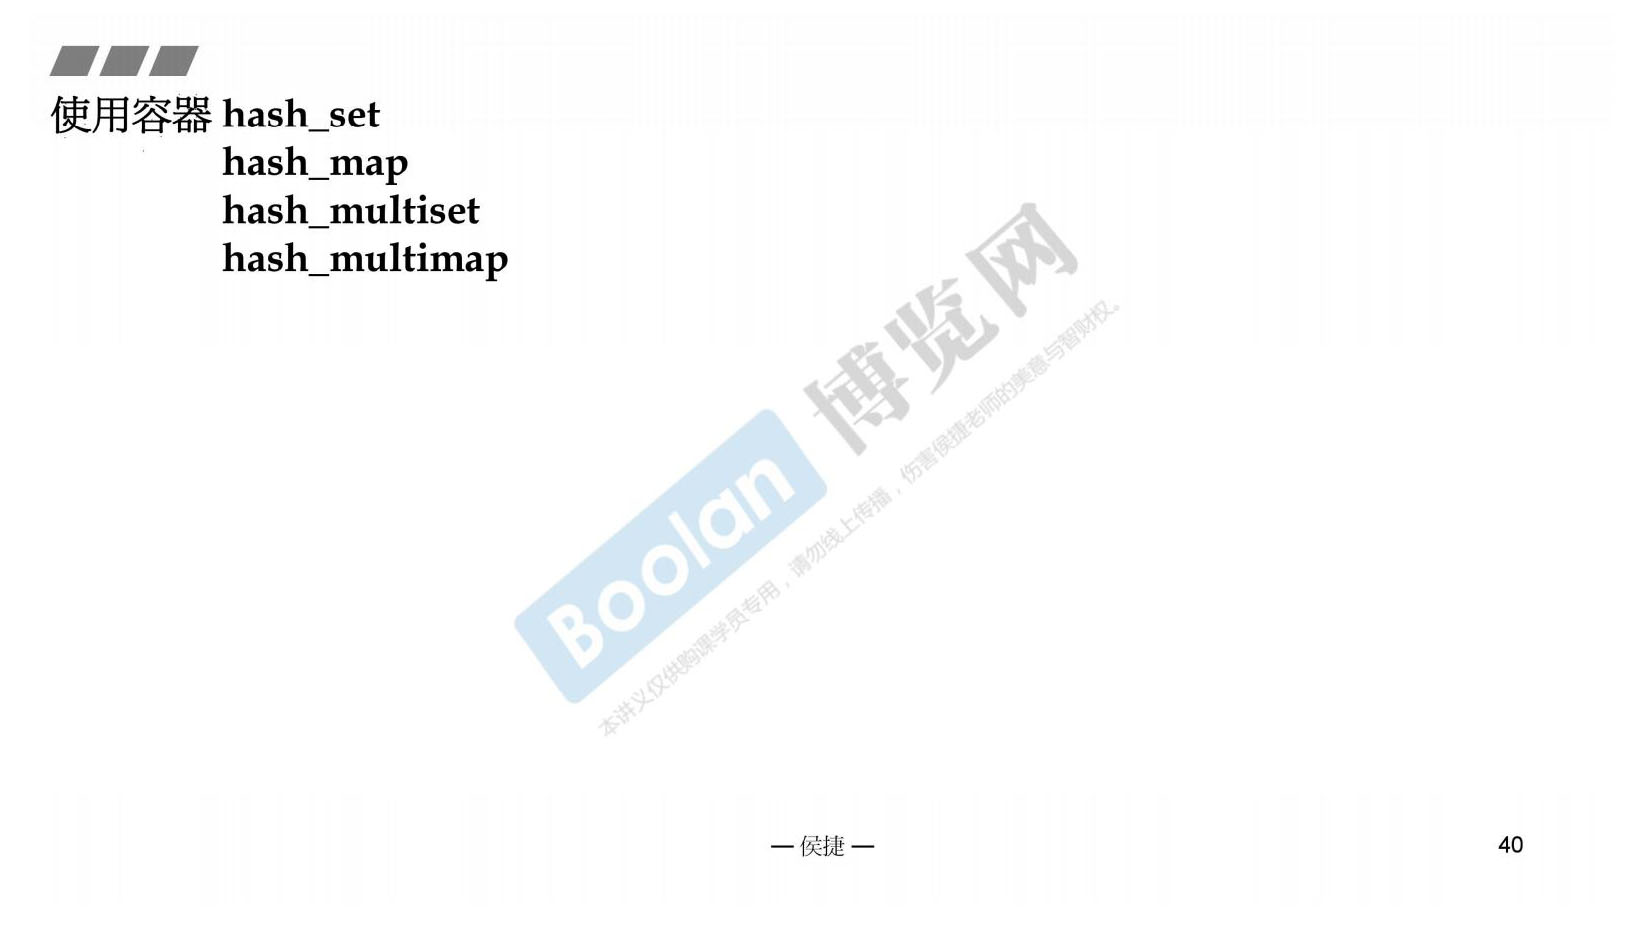 使用容器 hash_set
hash_map
hash_multiset
hash_multimap
Boolan 博览网
本讲义仅供购课学员专用，请勿线上传播，伤害侯捷老师的美意与智财权。
— 侯捷 —
40